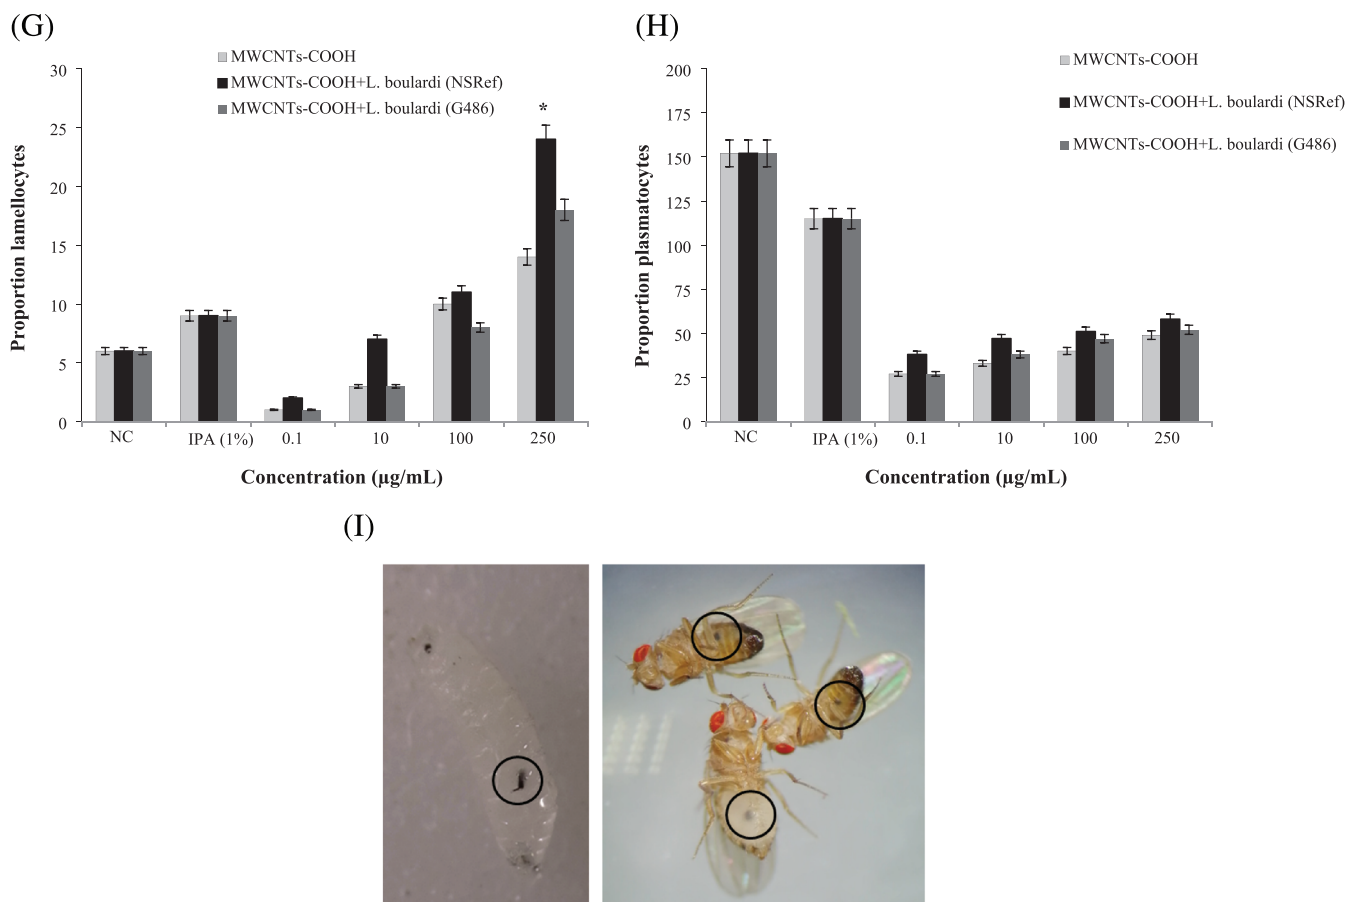 (G)
MWCNTs-COOH
MWCNTs-COOH+L. boulardi (NSRef)
MWCNTs-COOH+L. boulardi (G486)
Proportion lamellocytes
30
25
20
15
10
5
0
*
NC IPA (1%) 0.1 10 100 250
Concentration (µg/mL)
(H)
MWCNTs-COOH
MWCNTs-COOH+L. boulardi (NSRef)
MWCNTs-COOH+L. boulardi (G486)
Proportion plasmatocytes
200
175
150
125
100
75
50
25
0
NC IPA (1%) 0.1 10 100 250
Concentration (µg/mL)
(I)